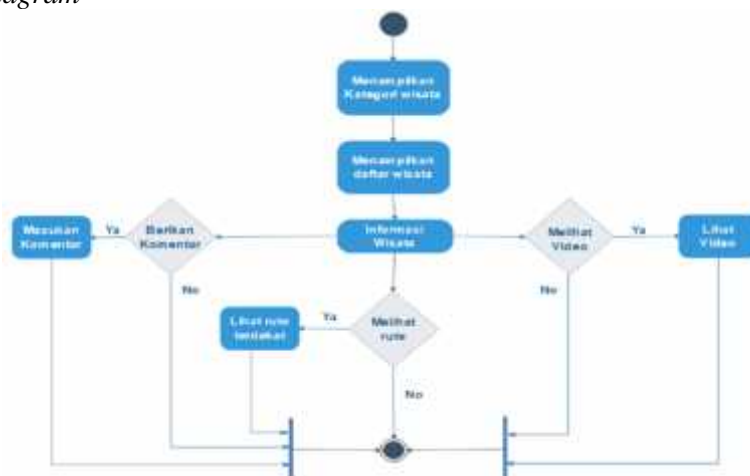 agram
Menampilkan
Kategori wisata
Menampilkan
daftar wisata
Masukan
Komentar
Ya
Berikan
Komentar
Informasi
Wisata
Melihat
Video
Ya
Lihat
Video
No
No
Lihat rute
terdekat
Ya
Melihat
rute
No